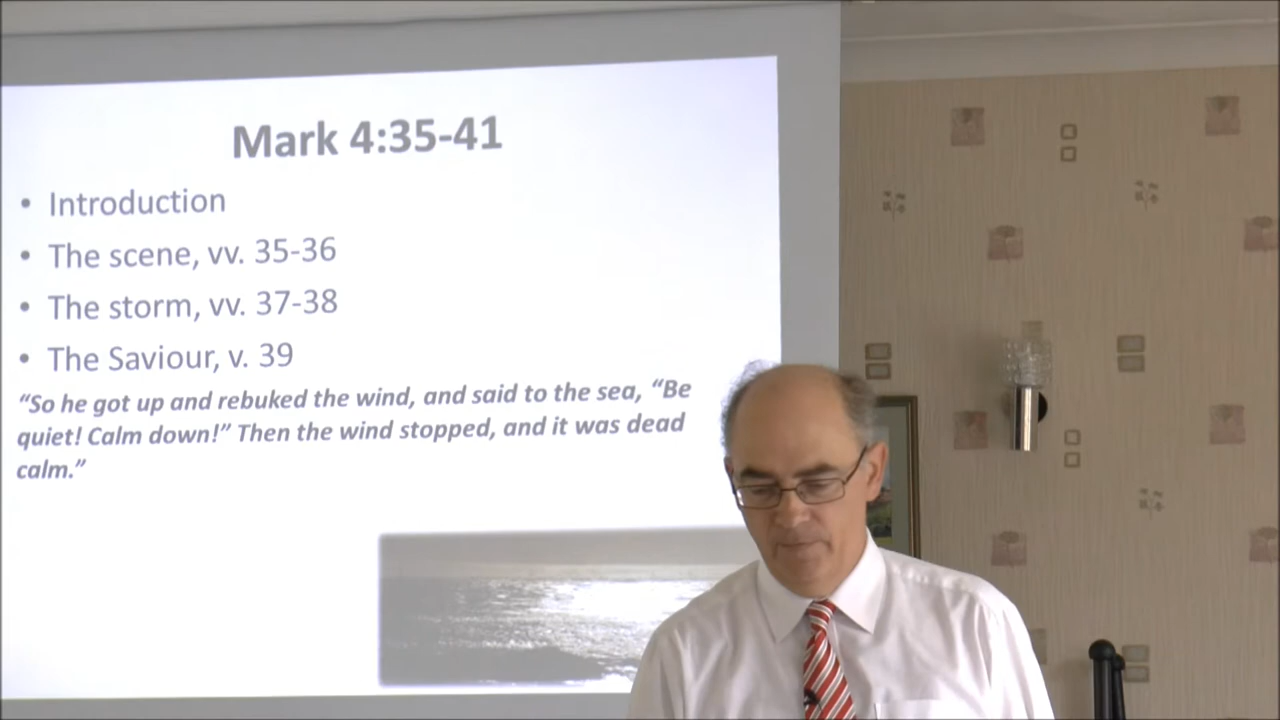 Mark 4:35-41
• Introduction
• The scene, vv. 35-36
• The storm, vv. 37-38
• The Saviour, v. 39
“So he got up and rebuked the wind, and said to the sea, “Be
quiet! Calm down!” Then the wind stopped, and it was dead
calm.”